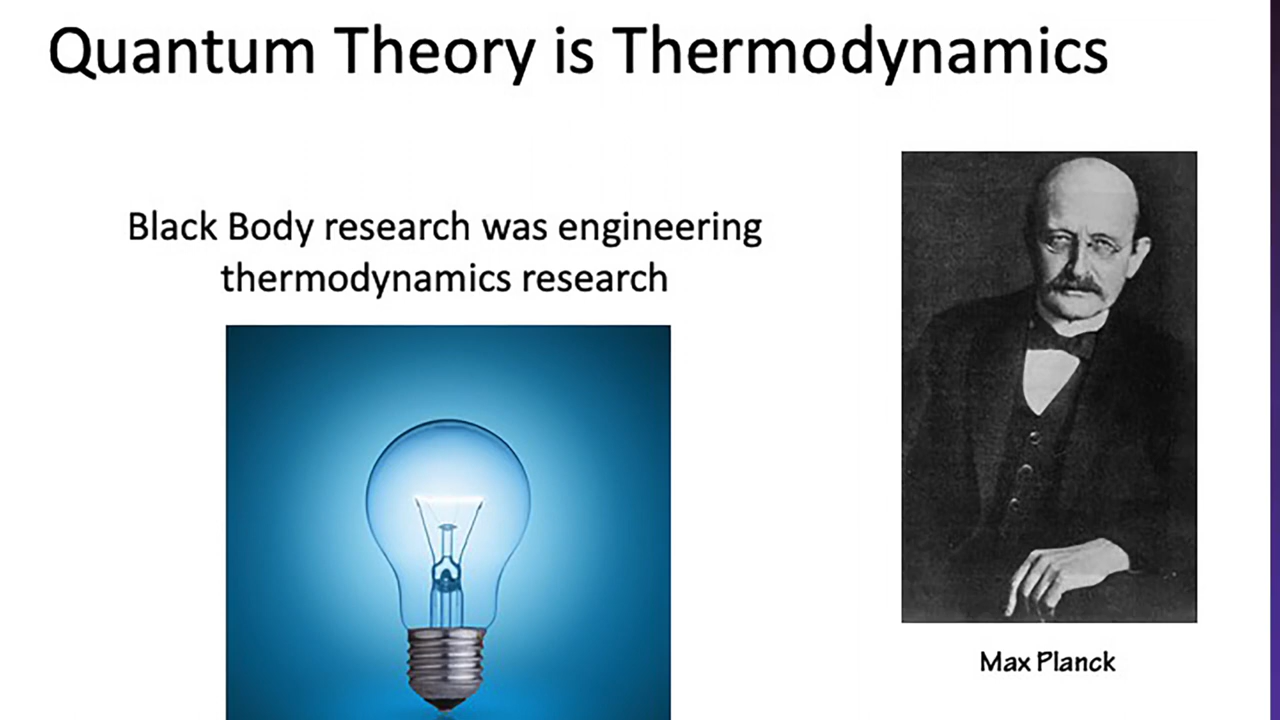 Quantum Theory is Thermodynamics
Black Body research was engineering
thermodynamics research
Max Planck